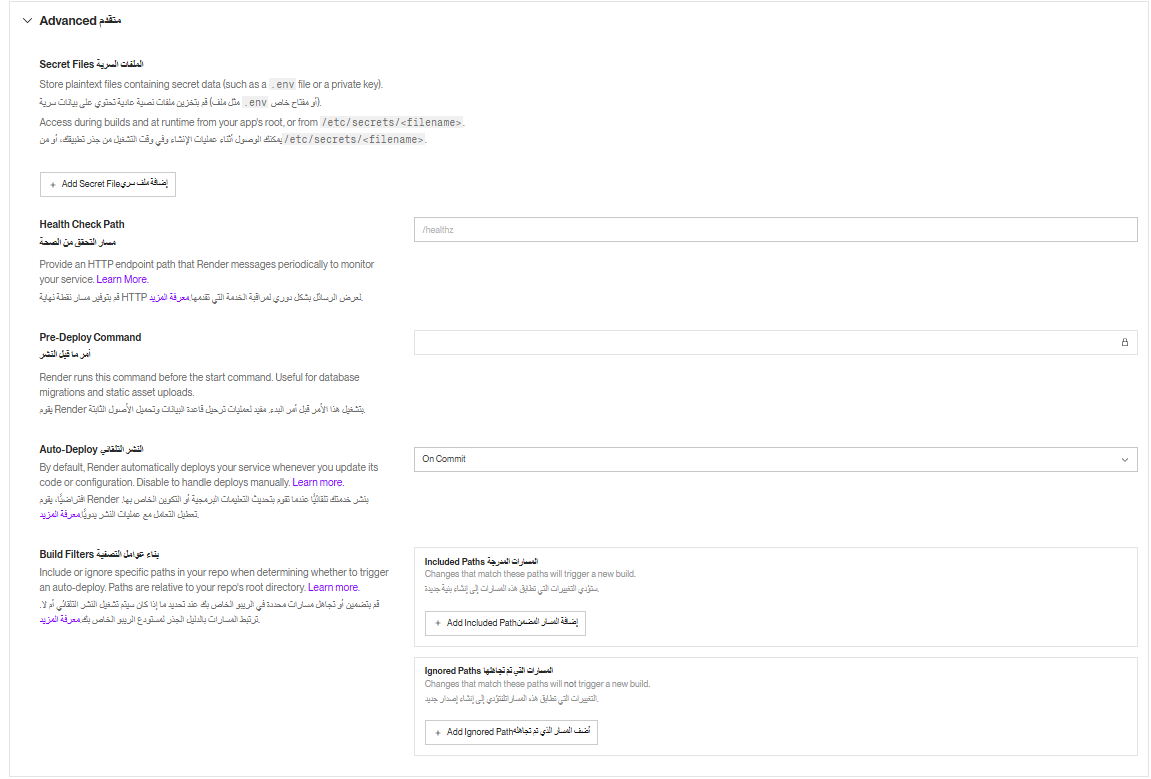 Advanced متقدم
Secret Files الملفات السرية
Store plaintext files containing secret data (such as a .env file or a private key).
قم بتخزين ملفات نصية عادية تحتوي على بيانات سرية (مثل ملف .env أو مفتاح خاص).
Access during builds and at runtime from your app's root, or from /etc/secrets/<filename>.
يمكنك الوصول أثناء عمليات الإنشاء وفي وقت التشغيل من جذر تطبيقك، أو من /etc/secrets/<filename>.
+ Add Secret File إضافة ملف سري
Health Check Path
مسار التحقق من الصحة
/healthz
Provide an HTTP endpoint path that Render messages periodically to monitor
your service. Learn More.
قم بتوفير مسار نقطة نهاية HTTP لعرض الرسائل بشكل دوري لمراقبة الخدمة التي تقدمها.معرفة المزيد
Pre-Deploy Command
أمر ما قبل النشر
Render runs this command before the start command. Useful for database
migrations and static asset uploads.
يقوم Render بتشغيل هذا الأمر قبل أمر البدء. مفيد لعمليات ترحيل قاعدة البيانات وتحميل الأصول الثابتة.
Auto-Deploy النشر التلقائي
On Commit
By default, Render automatically deploys your service whenever you update its
code or configuration. Disable to handle deploys manually. Learn more.
افتراضيًا، يقوم Render بنشر خدمتك تلقائيًا عندما تقوم بتحديث التعليمات البرمجية أو التكوين الخاص بها.
تعطيل التعامل مع عمليات النشر يدويًا.معرفة المزيد
Build Filters بناء عوامل التصفية
Include or ignore specific paths in your repo when determining whether to trigger
an auto-deploy. Paths are relative to your repo's root directory. Learn more.
قم بتضمين أو تجاهل مسارات محددة في الريبو الخاص بك عند تحديد ما إذا كان سيتم تشغيل النشر التلقائي أم لا.
ترتبط المسارات بالدليل الجذر لمستودع الريبو الخاص بك.معرفة المزيد
Included Paths المسارات المدرجة
Changes that match these paths will trigger a new build.
ستؤدي التغييرات التي تطابق هذه المسارات إلى إنشاء بنية جديدة.
+ Add Included Path إضافة المسار المضمن
Ignored Paths المسارات التي تم تجاهلها
Changes that match these paths will not trigger a new build.
التغييرات التي تطابق هذه المساراتلنتؤدي إلى إنشاء إصدار جديد.
+ Add Ignored Path أضف المسار الذي تم تجاهله